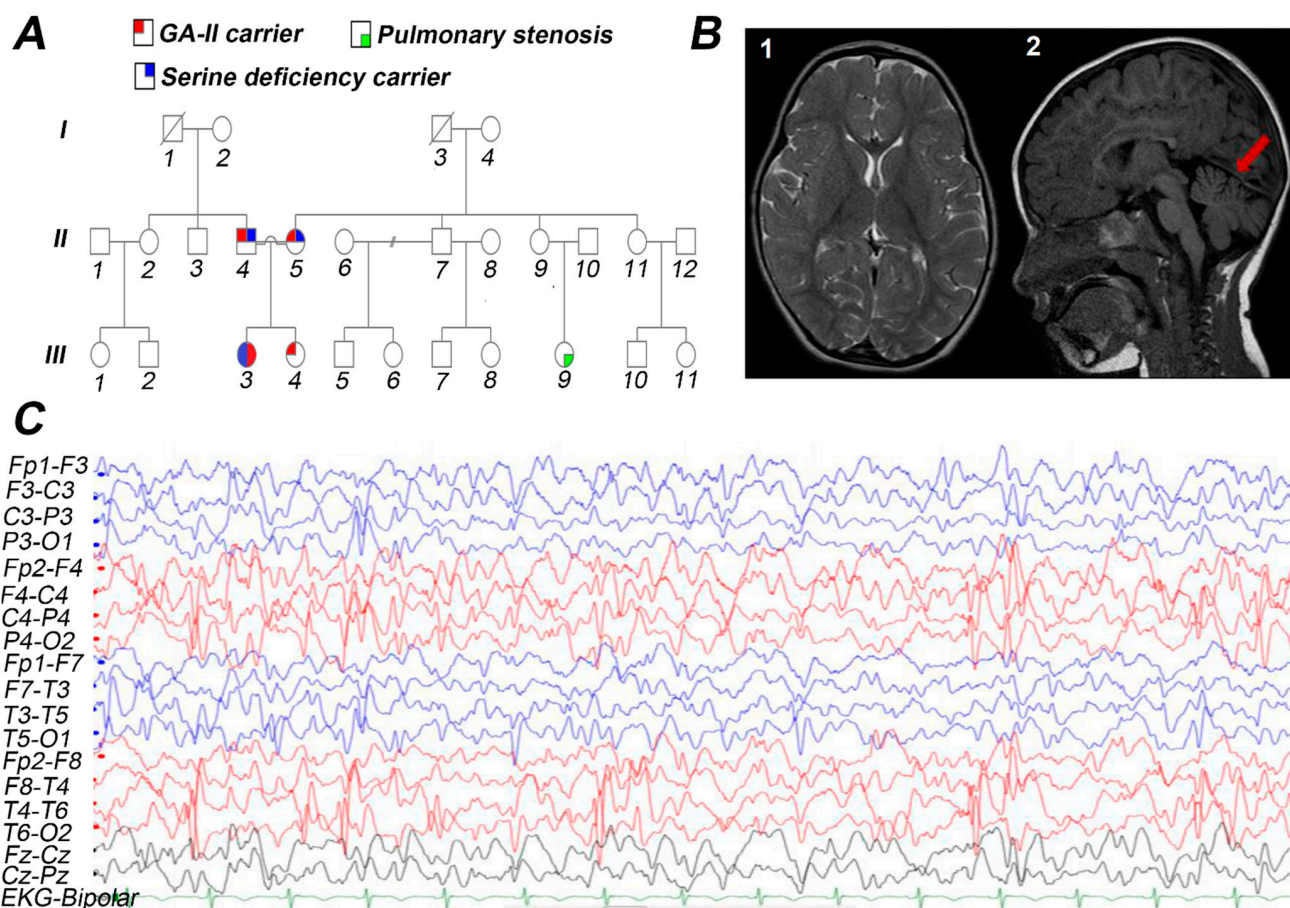 A
GA-II carrier
Pulmonary stenosis
Serine deficiency carrier
I
1 2 3 4
II
1 2 3 4 5 6 7 8 9 10 11 12
III
1 2 3 4 5 6 7 8 9 10 11
B
1 2
C
Fp1-F3
F3-C3
C3-P3
P3-O1
Fp2-F4
F4-C4
C4-P4
P4-O2
Fp1-F7
F7-T3
T3-T5
T5-O1
Fp2-F8
F8-T4
T4-T6
T6-O2
Fz-Cz
Cz-Pz
EKG-Bipolar